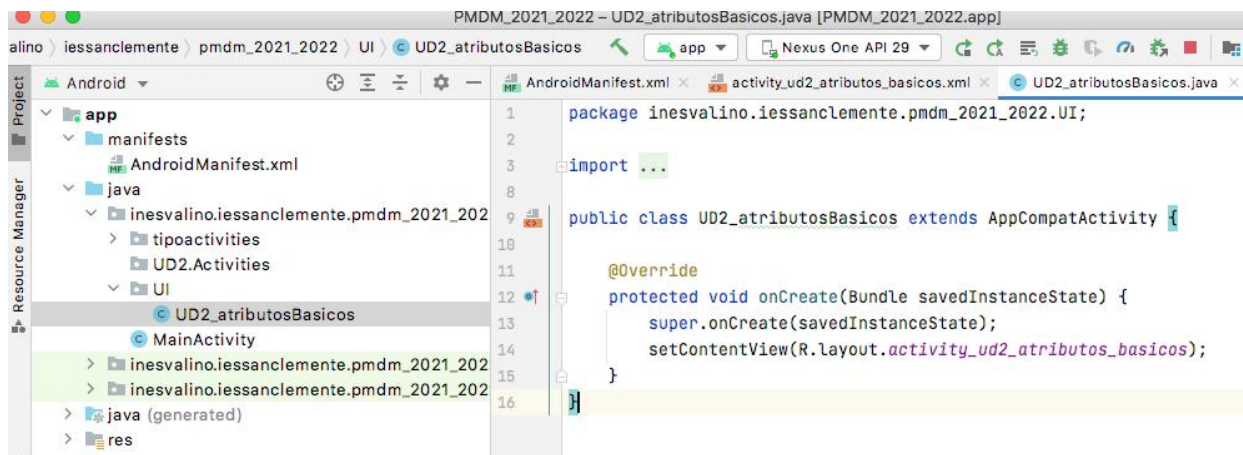 PMDM_2021_2022 – UD2_atributosBasicos.java [PMDM_2021_2022.app]
alino iessanclemente pmdm_2021_2022 UI C UD2_atributosBasicos app Nexus One API 29
Project
Resource Manager
Android
app
manifests
MF AndroidManifest.xml
java
inesvalino.iessanclemente.pmdm_2021_202
tipoactivities
UD2.Activities
UI
C UD2_atributosBasicos
C MainActivity
inesvalino.iessanclemente.pmdm_2021_202
inesvalino.iessanclemente.pmdm_2021_202
java (generated)
res
MF AndroidManifest.xml activity_ud2_atributos_basicos.xml C UD2_atributosBasicos.java
1 package inesvalino.iessanclemente.pmdm_2021_2022.UI;
2
3 import ...
8
9 public class UD2_atributosBasicos extends AppCompatActivity {
10
11 @Override
12 protected void onCreate(Bundle savedInstanceState) {
13 super.onCreate(savedInstanceState);
14 setContentView(R.layout.activity_ud2_atributos_basicos);
15 }
16 }